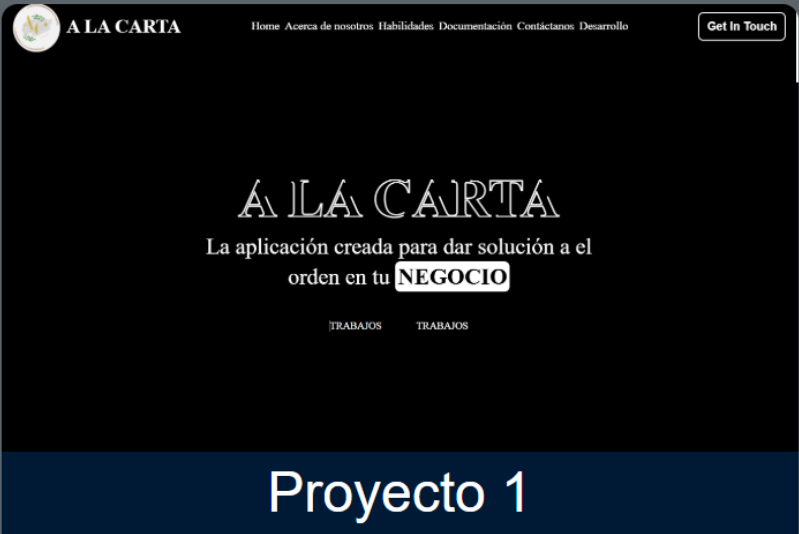 A LA CARTA
Home Acerca de nosotros Habilidades Documentación Contáctanos Desarrollo
Get In Touch
A LA CARTA
La aplicación creada para dar solución a el
orden en tu NEGOCIO
TRABAJOS TRABAJOS
Proyecto 1